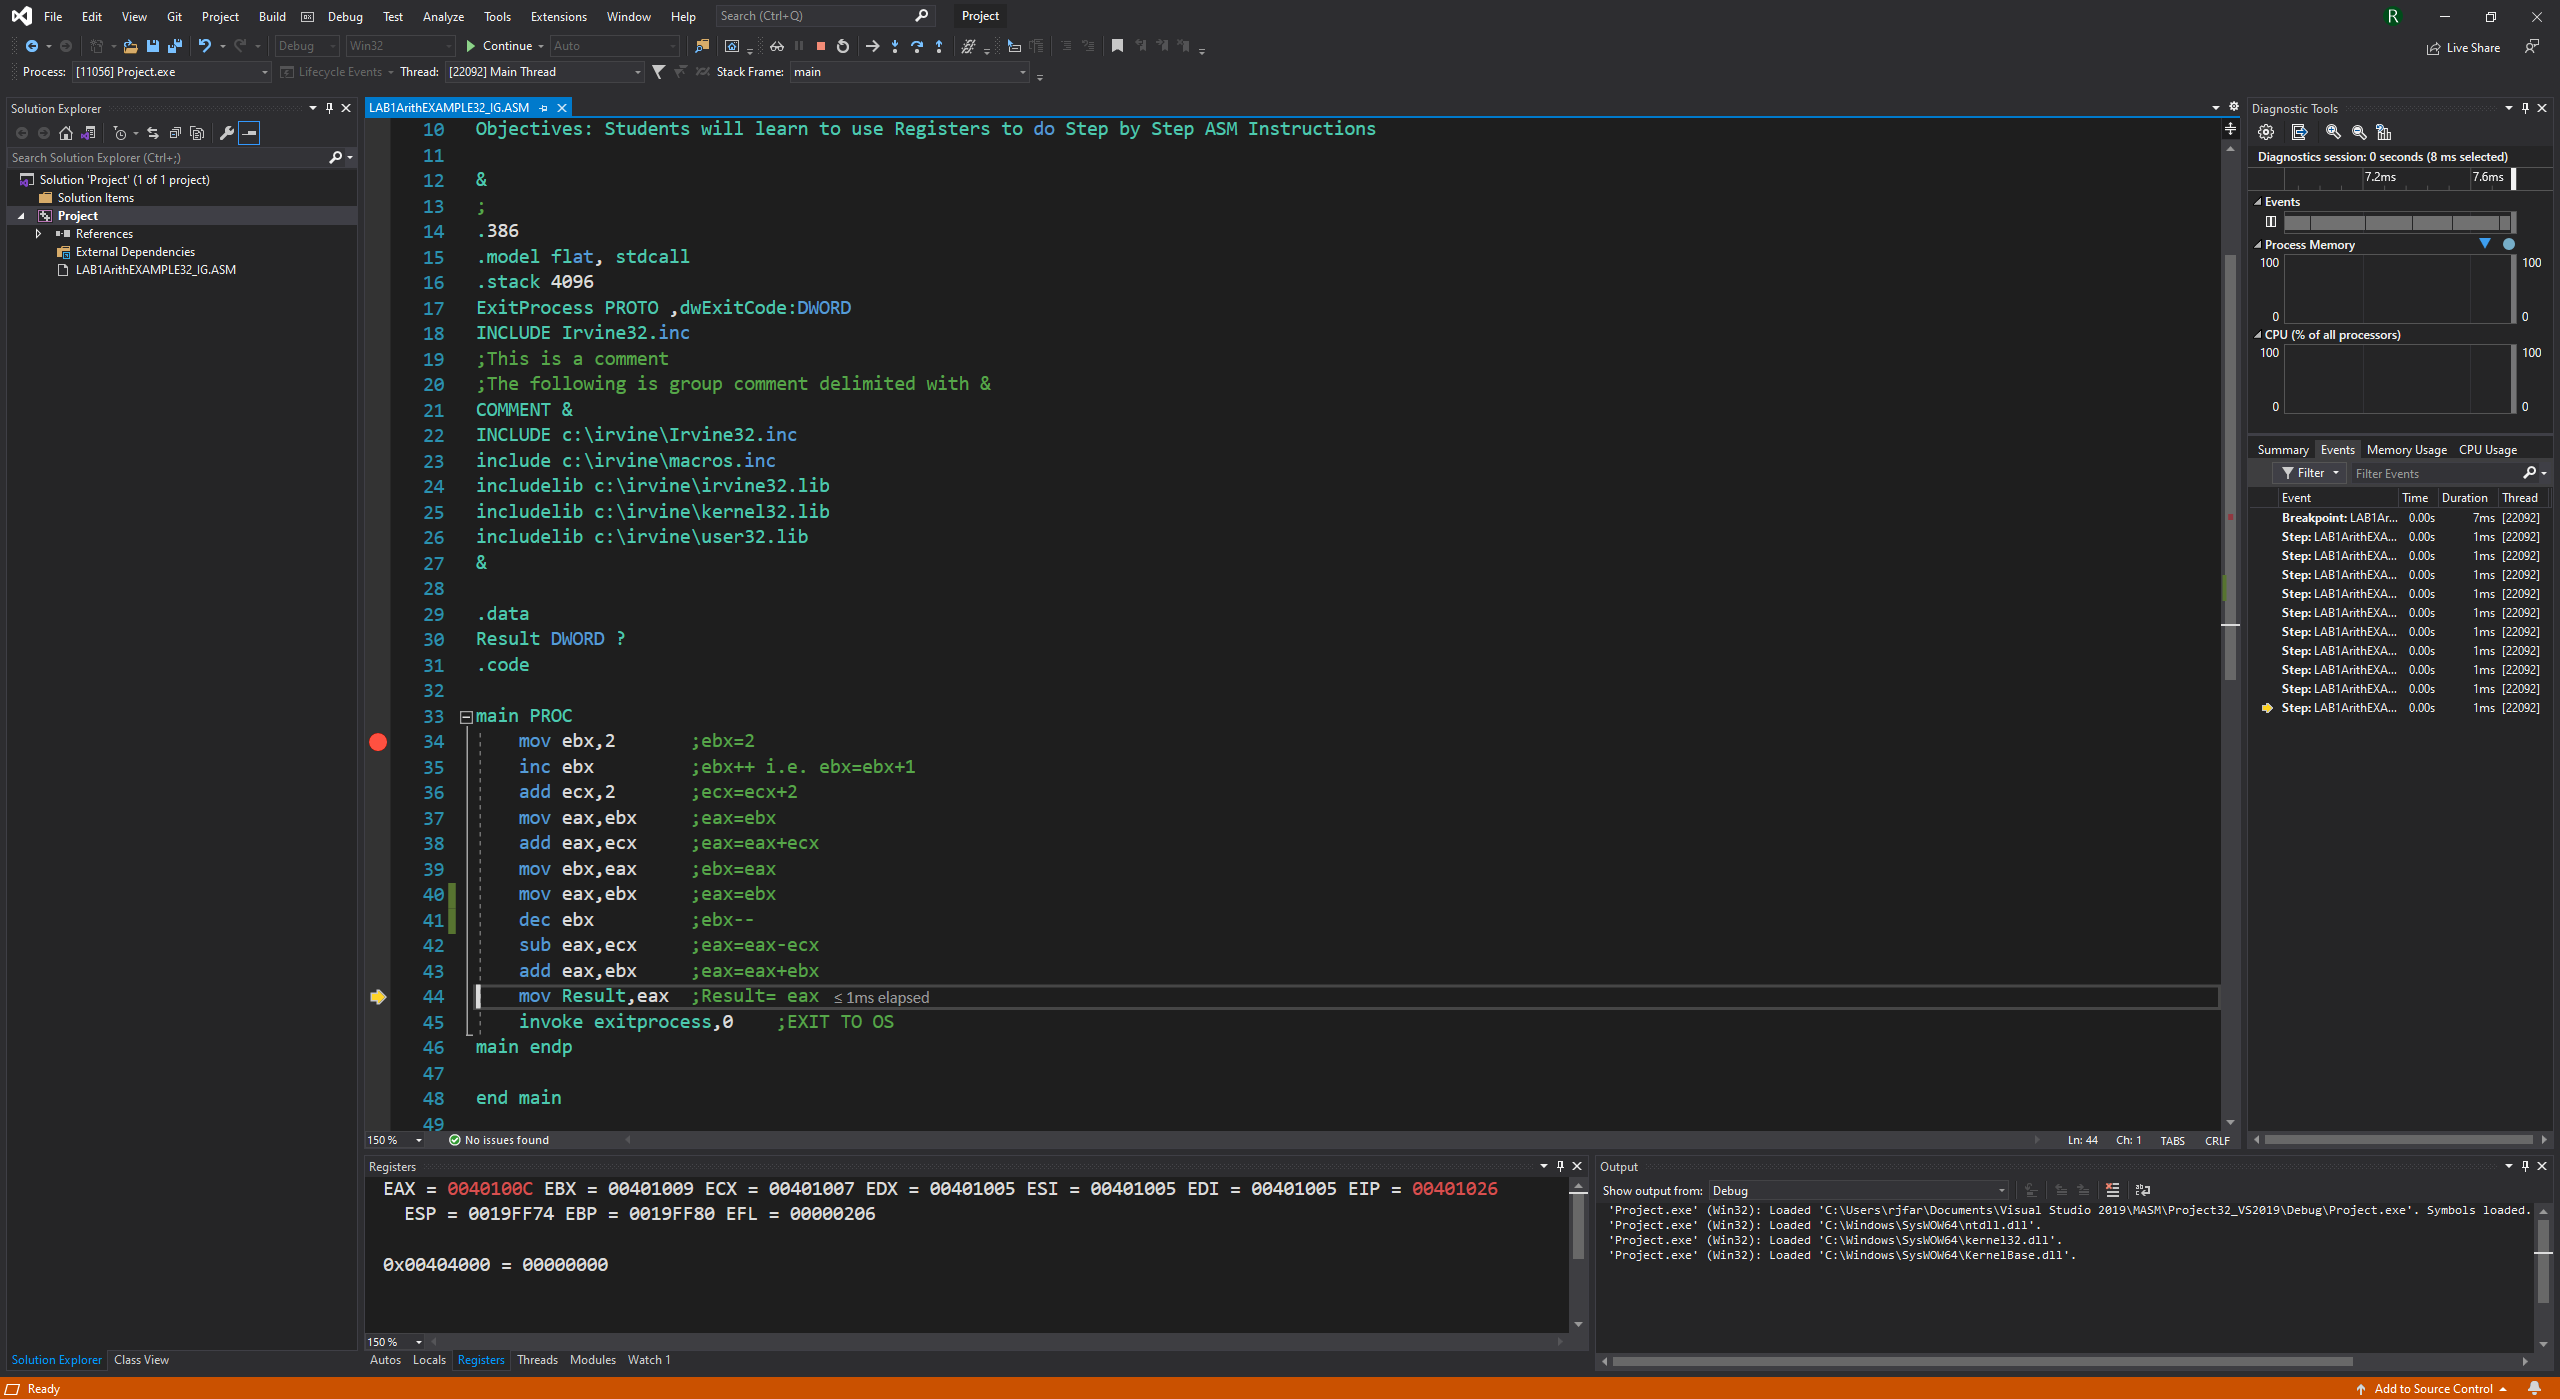 File Edit View Git Project Build Debug Test Analyze Tools Extensions Window Help Search (Ctrl+Q) Project R
Debug Win32 Continue Auto Live Share
Process: [11056] Project.exe Lifecycle Events Thread: [22092] Main Thread Stack Frame: main
Solution Explorer
Search Solution Explorer (Ctrl+;)
Solution 'Project' (1 of 1 project)
Solution Items
Project
References
External Dependencies
LAB1ArithEXAMPLE32_IG.ASM
Solution Explorer Class View
LAB1ArithEXAMPLE32_IG.ASM
10 Objectives: Students will learn to use Registers to do Step by Step ASM Instructions
11
12 &
13 ;
14 .386
15 .model flat, stdcall
16 .stack 4096
17 ExitProcess PROTO ,dwExitCode:DWORD
18 INCLUDE Irvine32.inc
19 ;This is a comment
20 ;The following is group comment delimited with &
21 COMMENT &
22 INCLUDE c:\irvine\Irvine32.inc
23 include c:\irvine\macros.inc
24 includelib c:\irvine\irvine32.lib
25 includelib c:\irvine\kernel32.lib
26 includelib c:\irvine\user32.lib
27 &
28
29 .data
30 Result DWORD ?
31 .code
32
33 main PROC
34 mov ebx,2 ;ebx=2
35 inc ebx ;ebx++ i.e. ebx=ebx+1
36 add ecx,2 ;ecx=ecx+2
37 mov eax,ebx ;eax=ebx
38 add eax,ecx ;eax=eax+ecx
39 mov ebx,eax ;ebx=eax
40 mov eax,ebx ;eax=ebx
41 dec ebx ;ebx--
42 sub eax,ecx ;eax=eax-ecx
43 add eax,ebx ;eax=eax+ebx
44 mov Result,eax ;Result= eax ≤ 1ms elapsed
45 invoke exitprocess,0 ;EXIT TO OS
46 main endp
47
48 end main
49
150 % No issues found Ln: 44 Ch: 1 TABS CRLF
Registers
EAX = 0040100C EBX = 00401009 ECX = 00401007 EDX = 00401005 ESI = 00401005 EDI = 00401005 EIP = 00401026
ESP = 0019FF74 EBP = 0019FF80 EFL = 00000206
0x00404000 = 00000000
150 %
Autos Locals Registers Threads Modules Watch 1
Output
Show output from: Debug
'Project.exe' (Win32): Loaded 'C:\Users\rjfar\Documents\Visual Studio 2019\MASM\Project32_VS2019\Debug\Project.exe'. Symbols loaded.
'Project.exe' (Win32): Loaded 'C:\Windows\SysWOW64\ntdll.dll'.
'Project.exe' (Win32): Loaded 'C:\Windows\SysWOW64\kernel32.dll'.
'Project.exe' (Win32): Loaded 'C:\Windows\SysWOW64\KernelBase.dll'.
Diagnostic Tools
Diagnostics session: 0 seconds (8 ms selected)
7.2ms 7.6ms
Events
Process Memory
100 100
0 0
CPU (% of all processors)
100 100
0 0
Summary Events Memory Usage CPU Usage
Filter Filter Events
Event Time Duration Thread
Breakpoint: LAB1Ar... 0.00s 7ms [22092]
Step: LAB1ArithEXA... 0.00s 1ms [22092]
Step: LAB1ArithEXA... 0.00s 1ms [22092]
Step: LAB1ArithEXA... 0.00s 1ms [22092]
Step: LAB1ArithEXA... 0.00s 1ms [22092]
Step: LAB1ArithEXA... 0.00s 1ms [22092]
Step: LAB1ArithEXA... 0.00s 1ms [22092]
Step: LAB1ArithEXA... 0.00s 1ms [22092]
Step: LAB1ArithEXA... 0.00s 1ms [22092]
Step: LAB1ArithEXA... 0.00s 1ms [22092]
Step: LAB1ArithEXA... 0.00s 1ms [22092]
Ready Add to Source Control